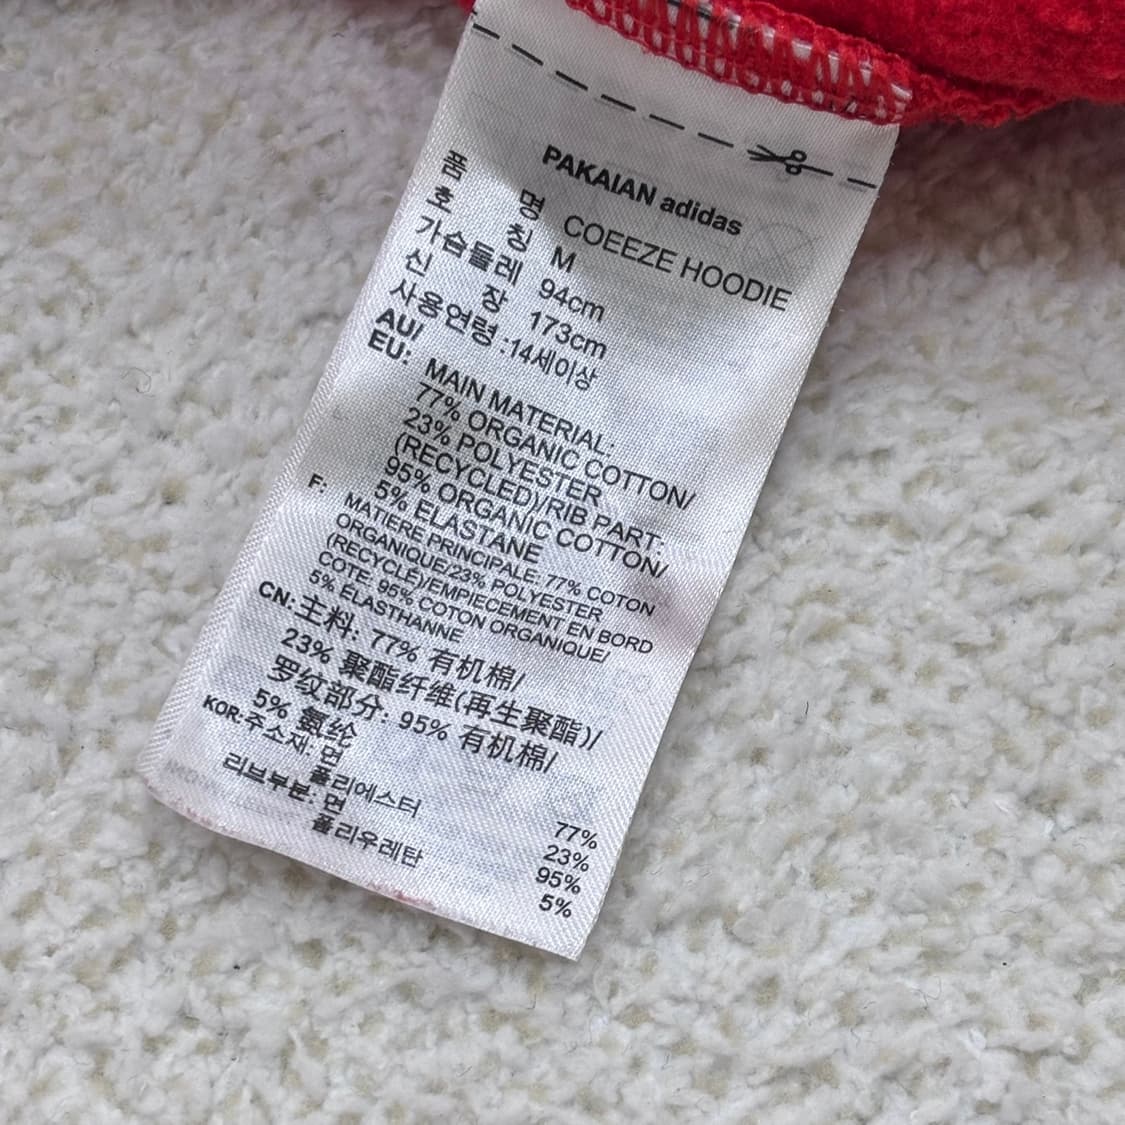 PAKAIAN adidas
품 명 COEEZE HOODIE
호 칭 M
가슴둘레 94cm
신 장 173cm
사용연령 :14세이상
AU/
EU: MAIN MATERIAL:
77% ORGANIC COTTON/
23% POLYESTER
(RECYCLED)/RIB PART:
95% ORGANIC COTTON/
5% ELASTANE
F: MATIERE PRINCIPALE: 77% COTON
ORGANIQUE/23% POLYESTER
(RECYCLÉ)/EMPIECEMENT EN BORD
COTE: 95% COTON ORGANIQUE/
5% ELASTHANNE
CN: 主料: 77% 有机棉/
23% 聚酯纤维(再生聚酯)/
罗纹部分: 95% 有机棉/
5% 氨纶
KOR: 주소재: 면 77%
폴리에스터 23%
리브부분: 면 95%
폴리우레탄 5%